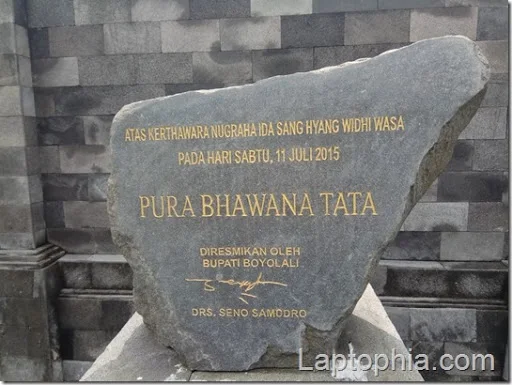 ATAS KERTHAWARA NUGRAHA IDA SANG HYANG WIDHI WASA
PADA HARI SABTU, 11 JULI 2015
PURA BHAWANA TATA
DIRESMIKAN OLEH
BUPATI BOYOLALI
DRS. SENO SAMODRO
Laptophia.com